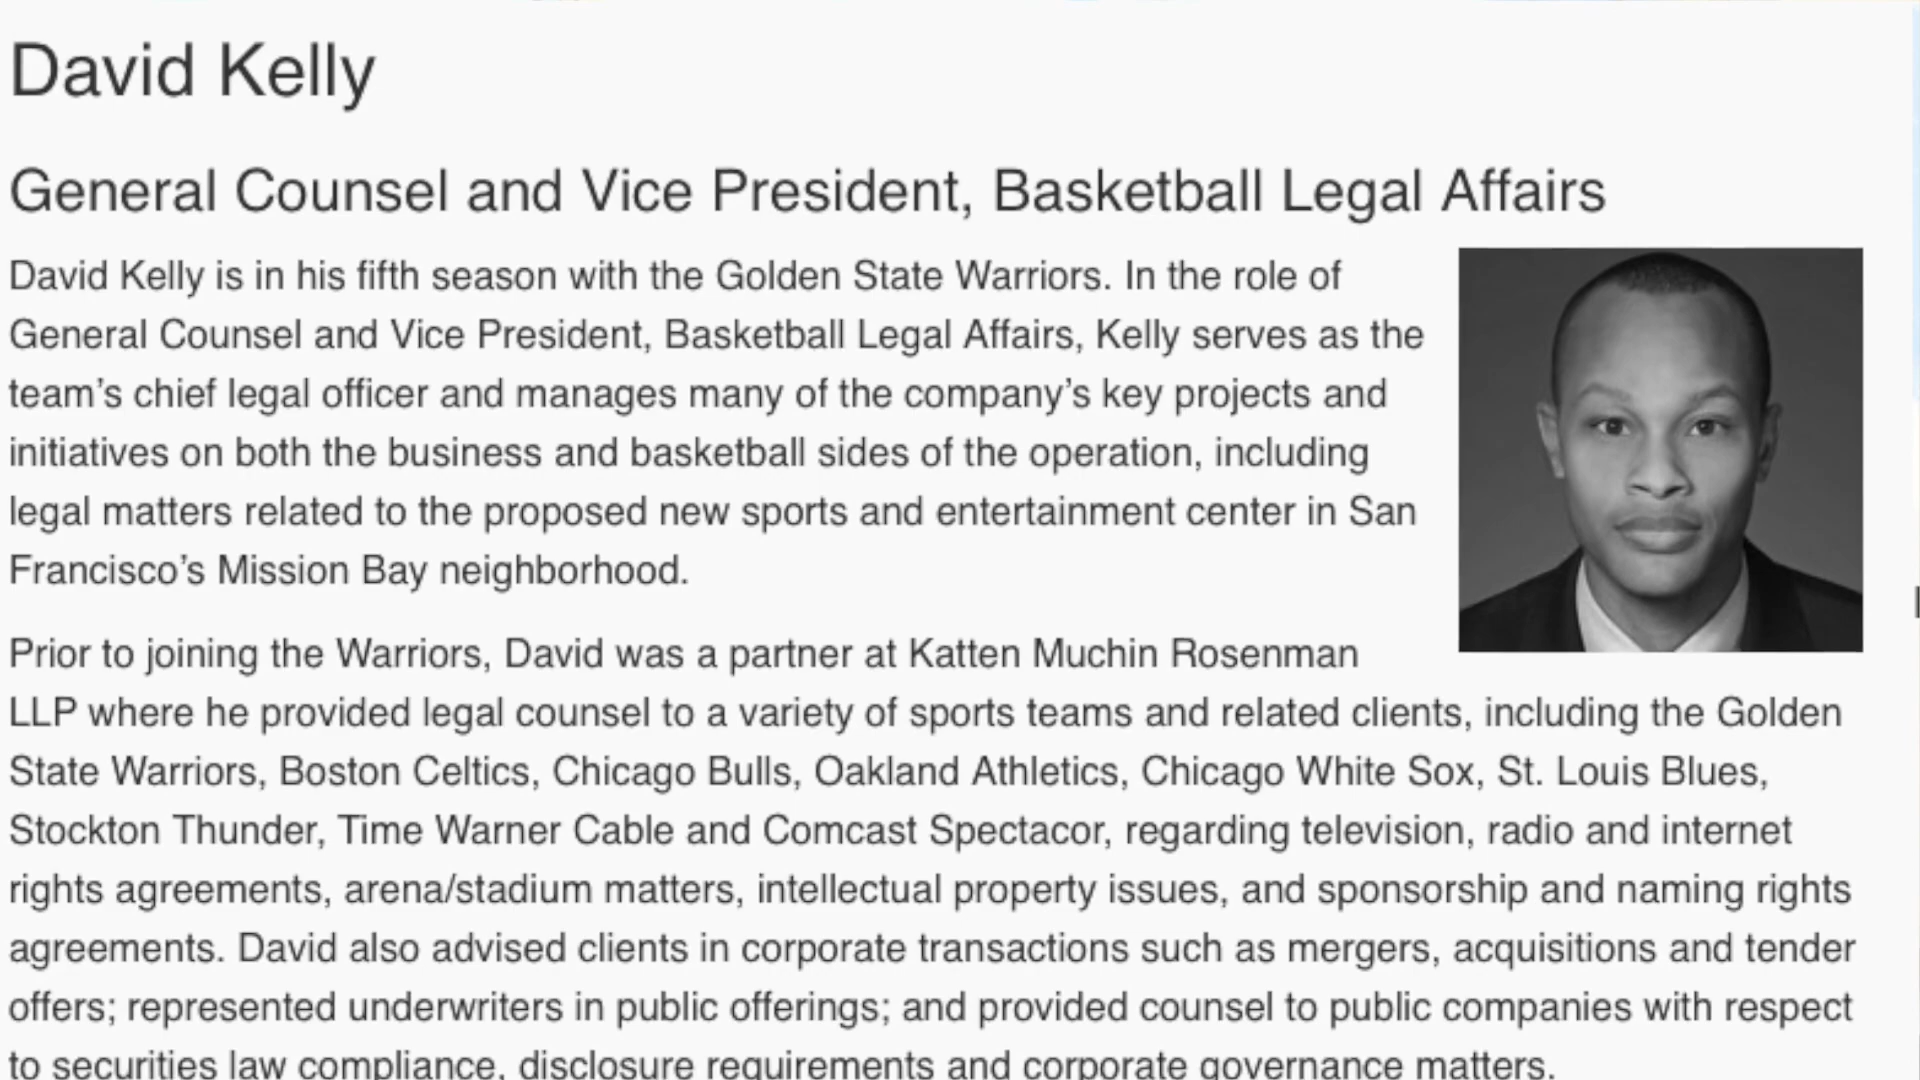 David Kelly
General Counsel and Vice President, Basketball Legal Affairs
David Kelly is in his fifth season with the Golden State Warriors. In the role of
General Counsel and Vice President, Basketball Legal Affairs, Kelly serves as the
team’s chief legal officer and manages many of the company’s key projects and
initiatives on both the business and basketball sides of the operation, including
legal matters related to the proposed new sports and entertainment center in San
Francisco’s Mission Bay neighborhood.
Prior to joining the Warriors, David was a partner at Katten Muchin Rosenman
LLP where he provided legal counsel to a variety of sports teams and related clients, including the Golden
State Warriors, Boston Celtics, Chicago Bulls, Oakland Athletics, Chicago White Sox, St. Louis Blues,
Stockton Thunder, Time Warner Cable and Comcast Spectacor, regarding television, radio and internet
rights agreements, arena/stadium matters, intellectual property issues, and sponsorship and naming rights
agreements. David also advised clients in corporate transactions such as mergers, acquisitions and tender
offers; represented underwriters in public offerings; and provided counsel to public companies with respect
to securities law compliance, disclosure requirements and corporate governance matters.